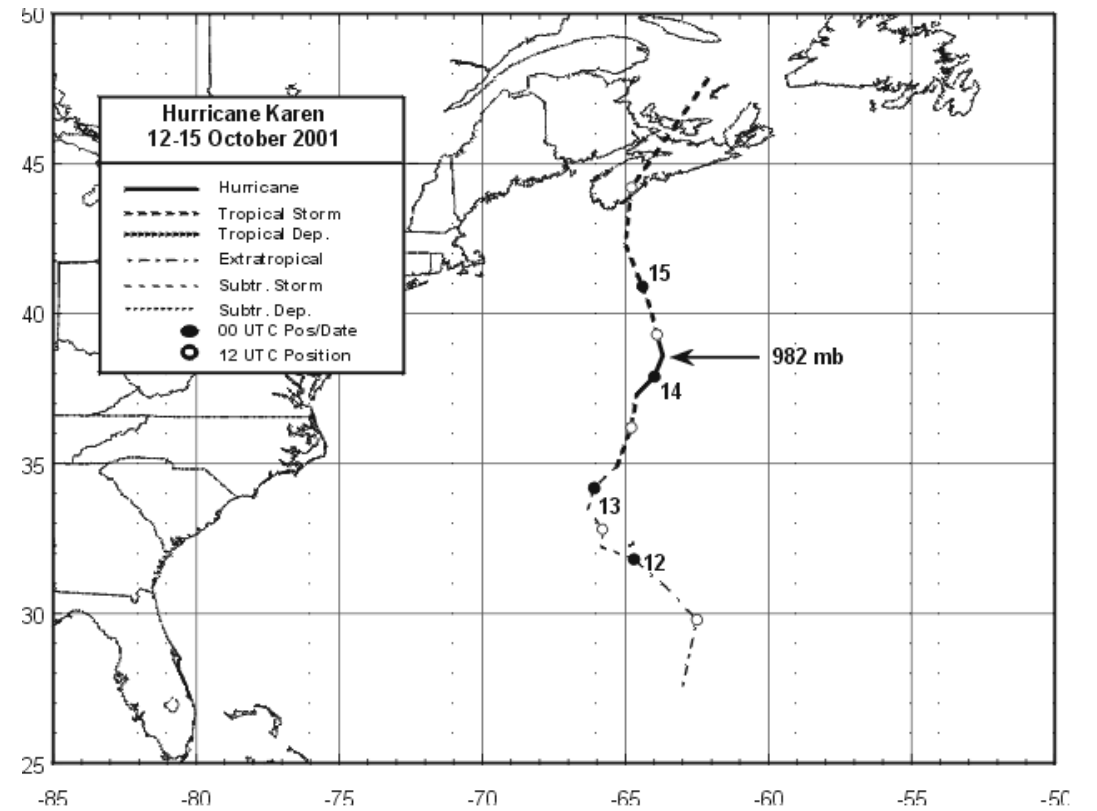 50
Hurricane Karen
12-15 October 2001
45
Hurricane
Tropical Storm
Tropical Dep.
Extratropical
Subtr. Storm
Subtr. Dep.
00 UTC Pos/Date
12 UTC Position
15
40
982 mb
14
35
13
12
30
25
-85 -80 -75 -70 -65 -60 -55 -50